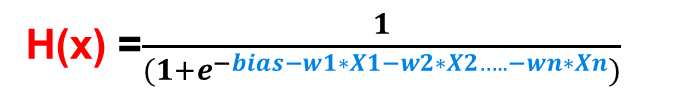 H(x) = 1 / (1+e^−bias−w1∗X1−w2∗X2.....−wn∗Xn)